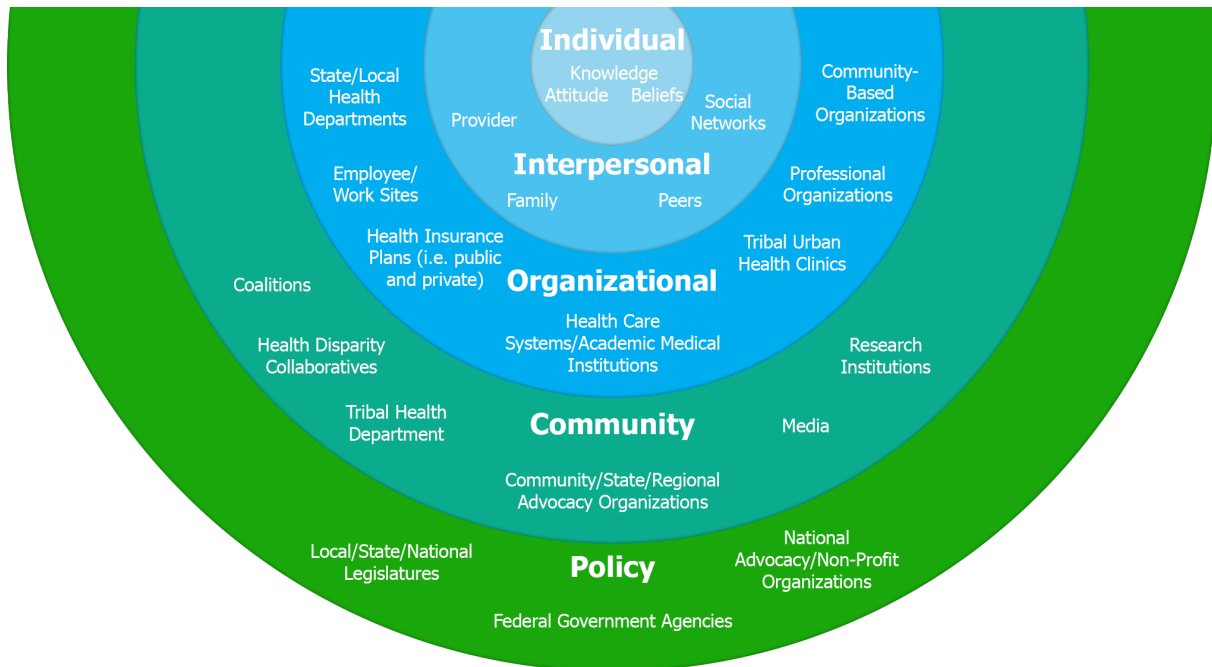 Individual
Knowledge
Attitude Beliefs
Provider
Social
Networks
Interpersonal
Family
Peers
State/Local
Health
Departments
Community-
Based
Organizations
Employee/
Work Sites
Professional
Organizations
Health Insurance
Plans (i.e. public
and private)
Tribal Urban
Health Clinics
Organizational
Health Care
Systems/Academic Medical
Institutions
Coalitions
Health Disparity
Collaboratives
Research
Institutions
Tribal Health
Department
Community
Media
Community/State/Regional
Advocacy Organizations
Local/State/National
Legislatures
Policy
National
Advocacy/Non-Profit
Organizations
Federal Government Agencies